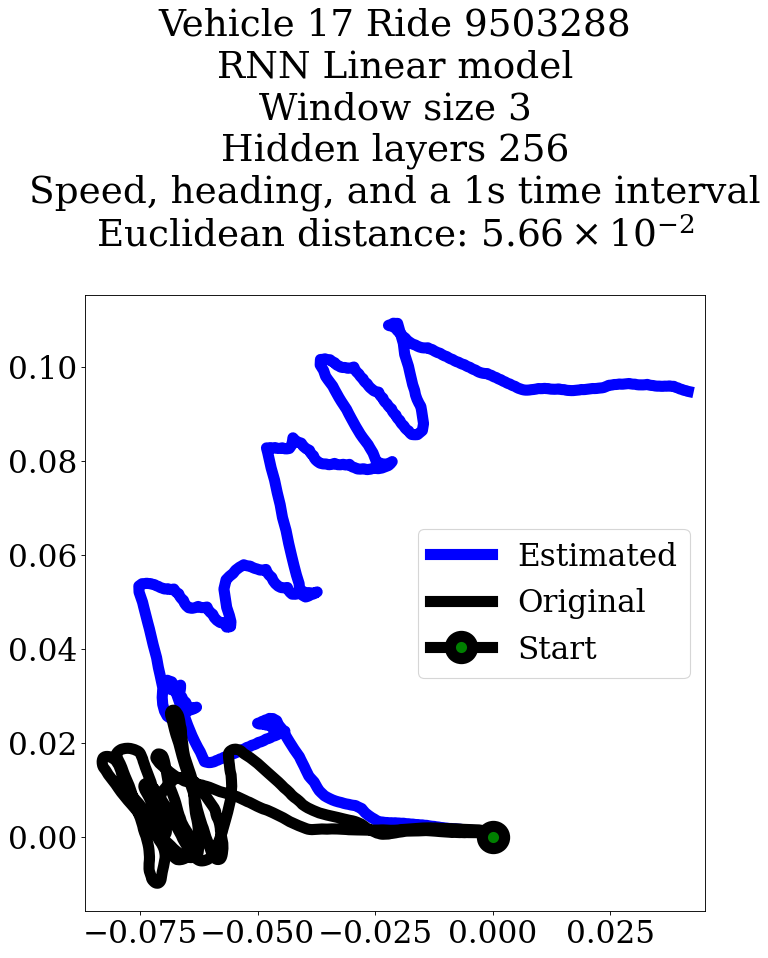 Vehicle 17 Ride 9503288
RNN Linear model
Window size 3
Hidden layers 256
Speed, heading, and a 1s time interval
Euclidean distance: 5.66 × 10⁻²
0.10
0.08
0.06
0.04
0.02
0.00
Estimated
Original
Start
−0.075 −0.050 −0.025 0.000 0.025